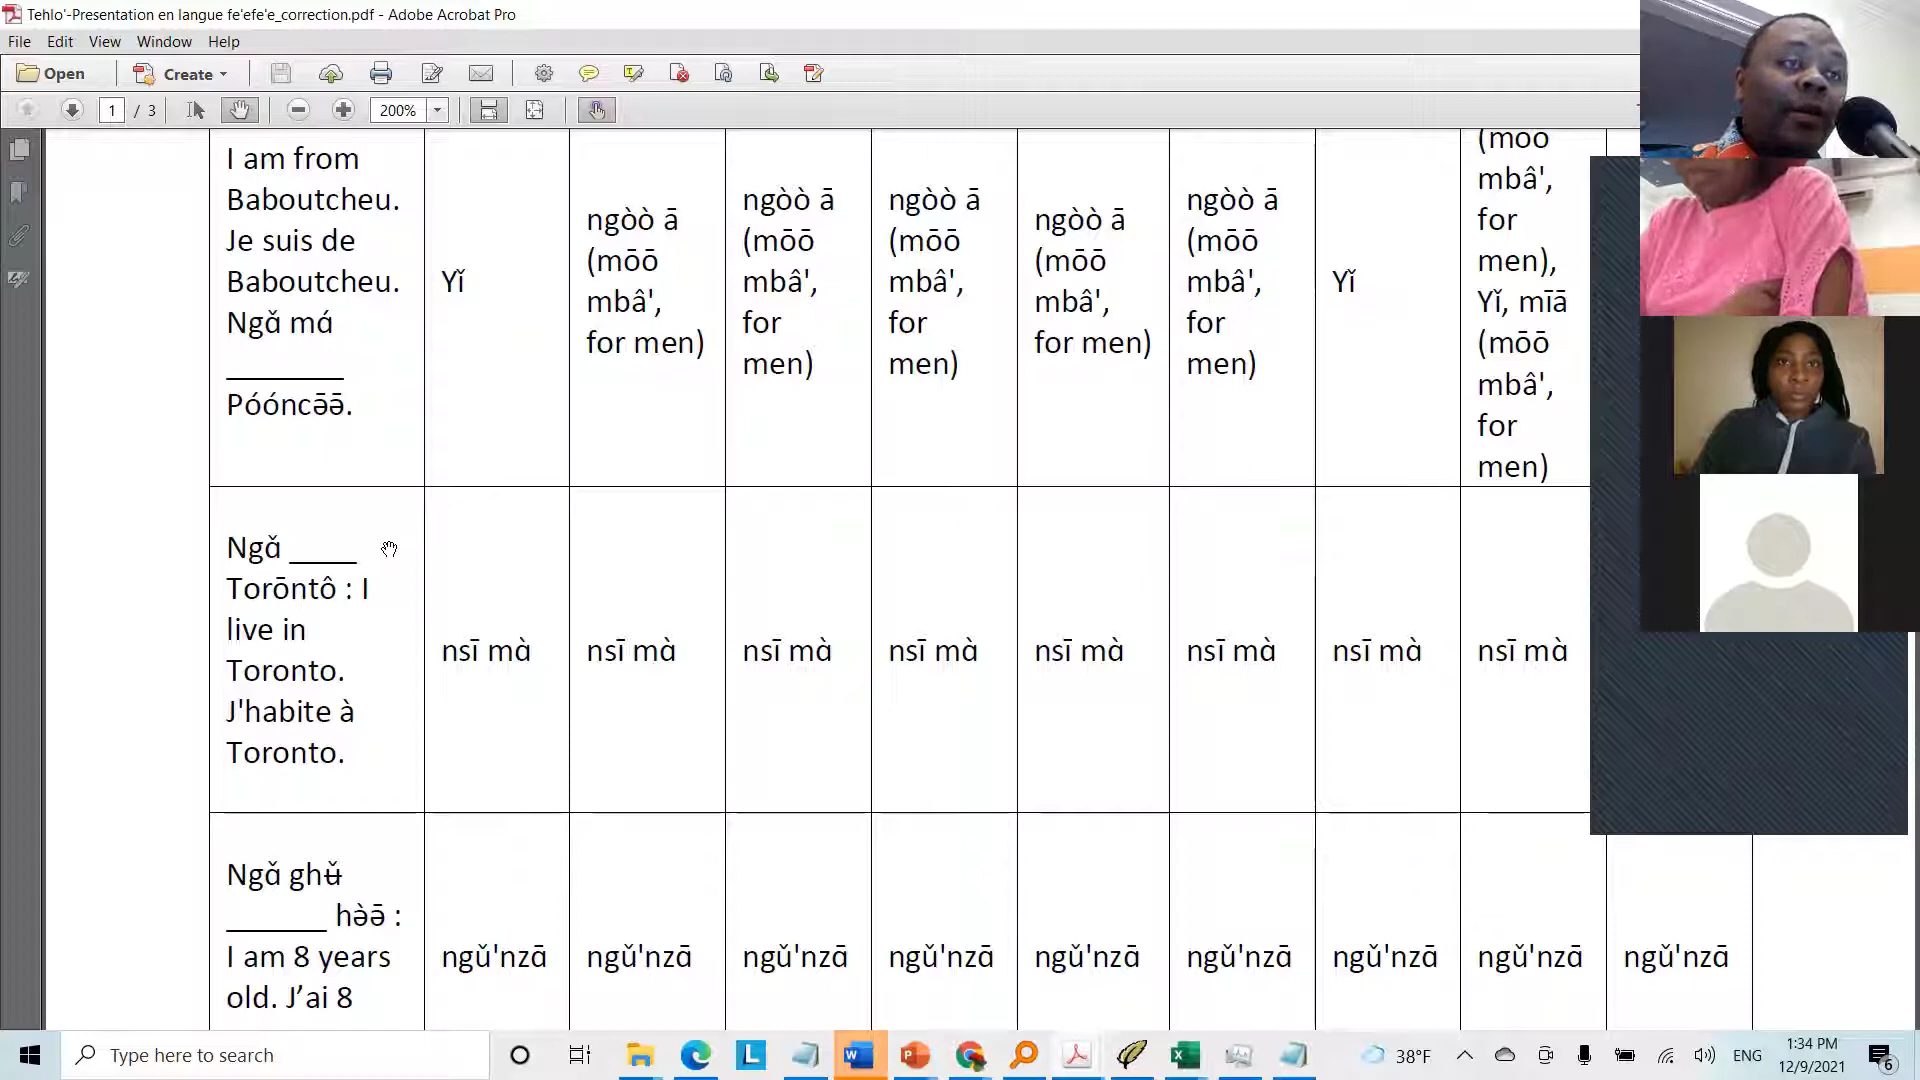 Tehlo'-Presentation en langue fe'efe'e_correction.pdf - Adobe Acrobat Pro
File Edit View Window Help
Open Create
1 / 3 200%
I am from
Baboutcheu.
Je suis de
Baboutcheu.
Ngǎ má
_______
Póóncə̄ə̄.
Yǐ
ngòò ā
(mōō
mbâ',
for men)
ngòò ā
(mōō
mbâ',
for
men)
ngòò ā
(mōō
mbâ',
for
men)
ngòò ā
(mōō
mbâ',
for men)
ngòò ā
(mōō
mbâ',
for
men)
Yǐ
(mōō
mbâ',
for
men),
Yǐ, mīā
(mōō
mbâ',
for
men)
Ngǎ ____
Torōntô : I
live in
Toronto.
J'habite à
Toronto.
nsī mà
nsī mà
nsī mà
nsī mà
nsī mà
nsī mà
nsī mà
nsī mà
Ngǎ ghʉ̌
______ hə̀ə̄ :
I am 8 years
old. J’ai 8
ngǔ'nzā
ngǔ'nzā
ngǔ'nzā
ngǔ'nzā
ngǔ'nzā
ngǔ'nzā
ngǔ'nzā
ngǔ'nzā
ngǔ'nzā
Type here to search
38°F
ENG
1:34 PM
12/9/2021
6